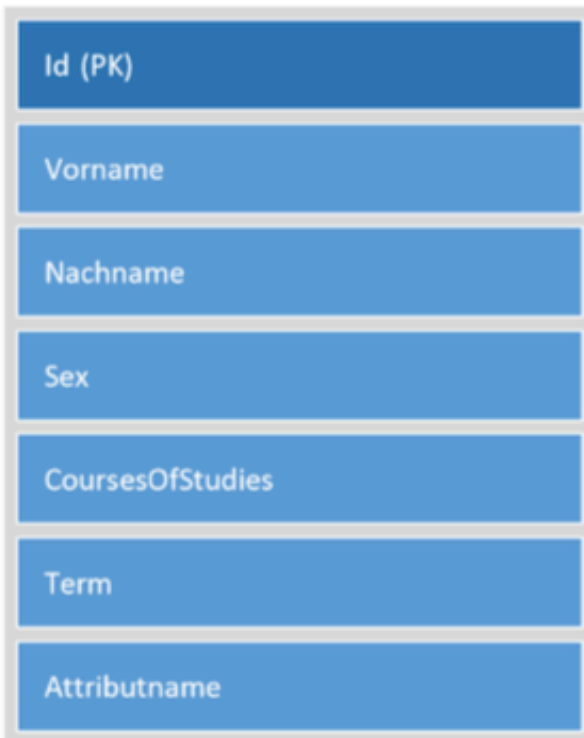 Id (PK)
Vorname
Nachname
Sex
CoursesOfStudies
Term
Attributname